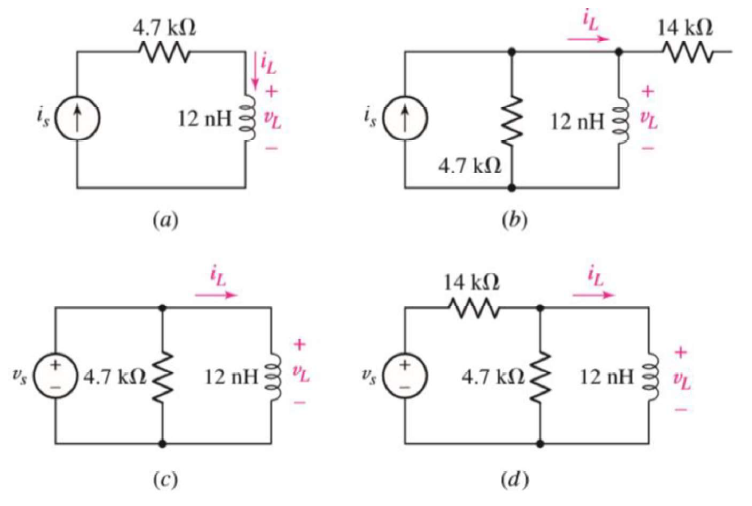 4.7 kΩ
i_L
i_s
+
12 nH
v_L
−
(a)
i_L
14 kΩ
i_s
+
12 nH
v_L
−
4.7 kΩ
(b)
i_L
v_s
+
−
4.7 kΩ
12 nH
+
v_L
−
(c)
14 kΩ
i_L
v_s
+
−
4.7 kΩ
12 nH
+
v_L
−
(d)